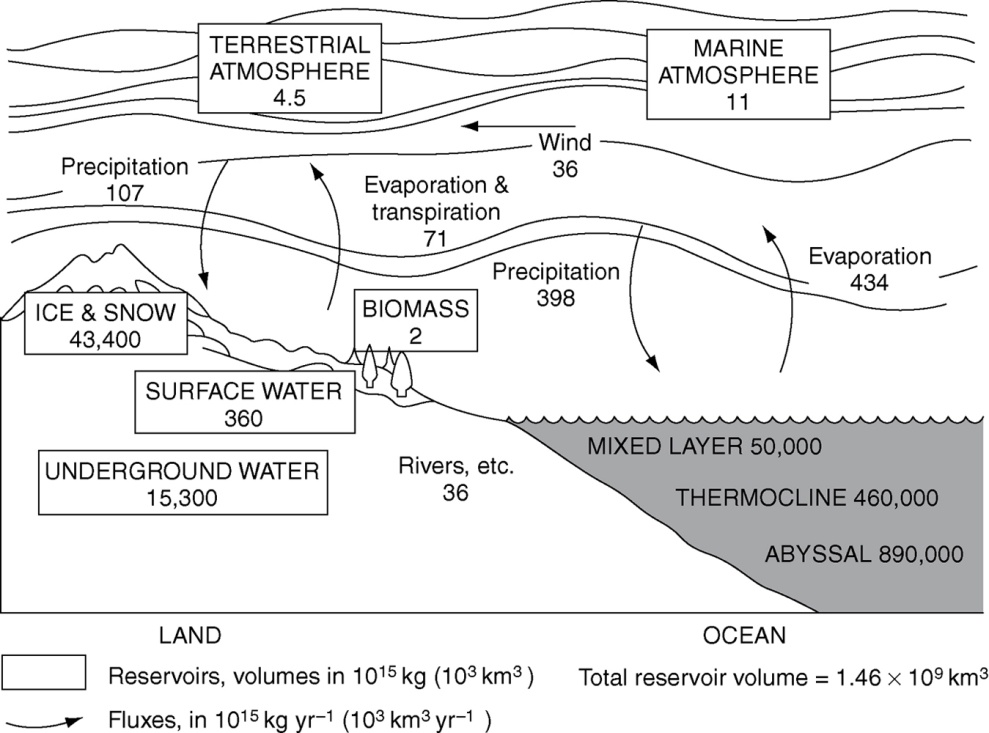 TERRESTRIAL
ATMOSPHERE
4.5
MARINE
ATMOSPHERE
11
Wind
36
Precipitation
107
Evaporation &
transpiration
71
Precipitation
398
Evaporation
434
ICE & SNOW
43,400
BIOMASS
2
SURFACE WATER
360
UNDERGROUND WATER
15,300
Rivers, etc.
36
MIXED LAYER 50,000
THERMOCLINE 460,000
ABYSSAL 890,000
LAND
OCEAN
Reservoirs, volumes in 10¹⁵ kg (10³ km³)
Total reservoir volume = 1.46 × 10⁹ km³
Fluxes, in 10¹⁵ kg yr⁻¹ (10³ km³ yr⁻¹ )